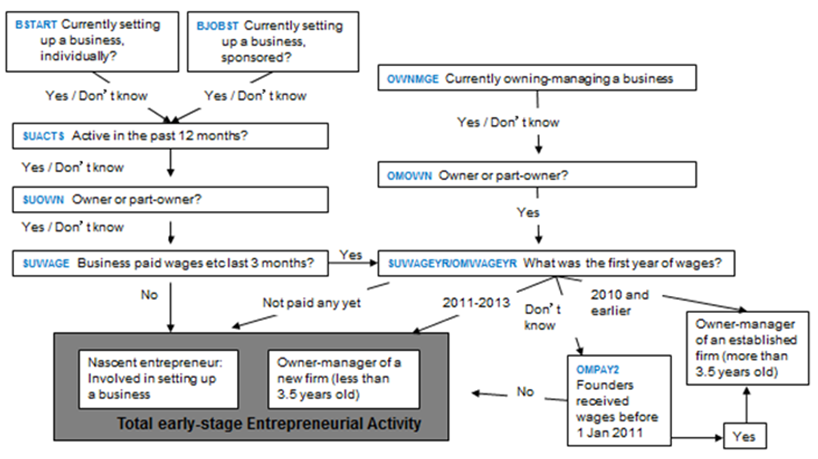 BSTART Currently setting
up a business,
individually?
BJOBST Currently setting
up a business,
sponsored?
OWNMGE Currently owning-managing a business
Yes / Don't know
Yes / Don't know
Yes / Don't know
SUACTS Active in the past 12 months?
Yes / Don't know
OMOWN Owner or part-owner?
SUOWN Owner or part-owner?
Yes
Yes / Don't know
SUWAGE Business paid wages etc last 3 months?
Yes
SUWAGEYR/OMWAGEYR What was the first year of wages?
No
Not paid any yet
2011-2013
Don't
know
2010 and
earlier
Nascent entrepreneur:
Involved in setting up
a business
Owner-manager of a
new firm (less than
3.5 years old)
Total early-stage Entrepreneurial Activity
No
OMPAY2
Founders
received
wages before
1 Jan 2011
Owner-manager
of an established
firm (more than
3.5 years old)
Yes